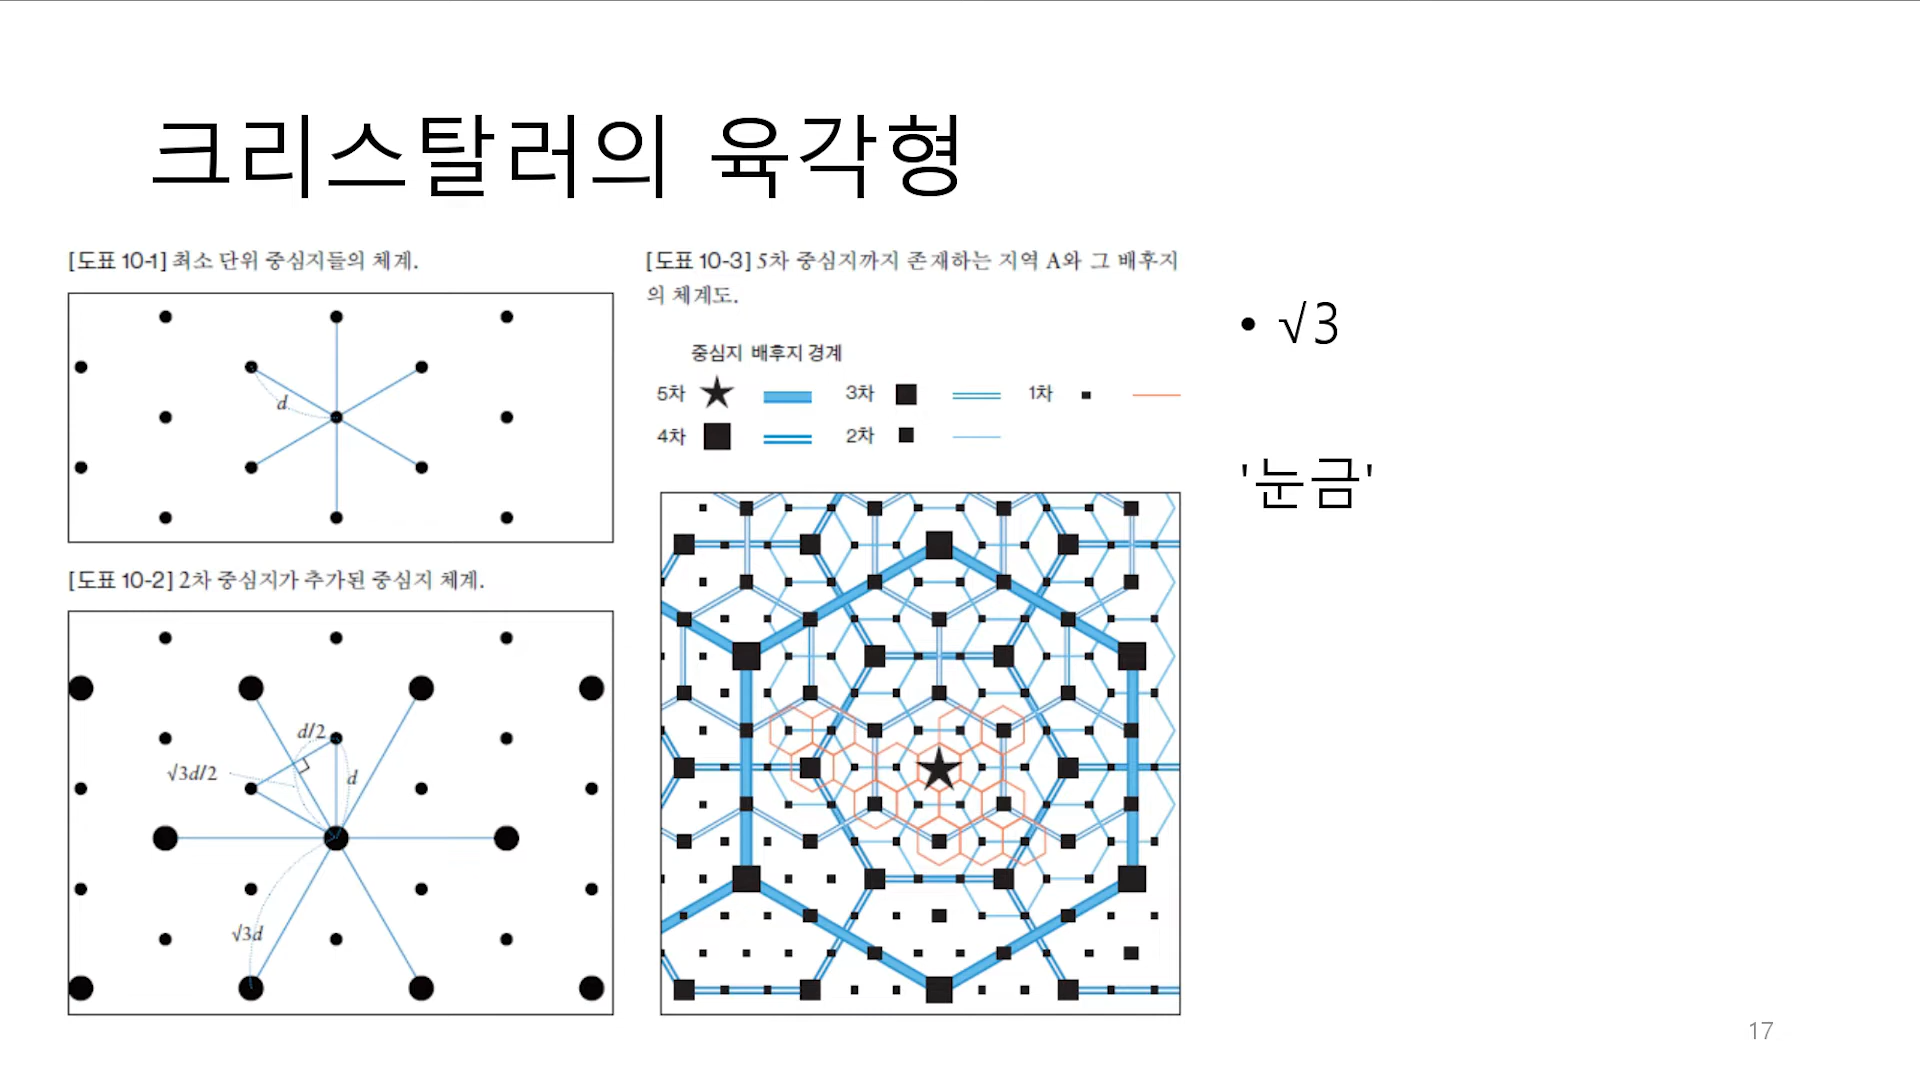 크리스탈러의 육각형
[도표 10-1] 최소 단위 중심지들의 체계.
d
[도표 10-2] 2차 중심지가 추가된 중심지 체계.
d/2
√3d/2
d
√3d
[도표 10-3] 5차 중심지까지 존재하는 지역 A와 그 배후지
의 체계도.
중심지 배후지 경계
5차 3차 1차
4차 2차
• √3
'눈금'
17